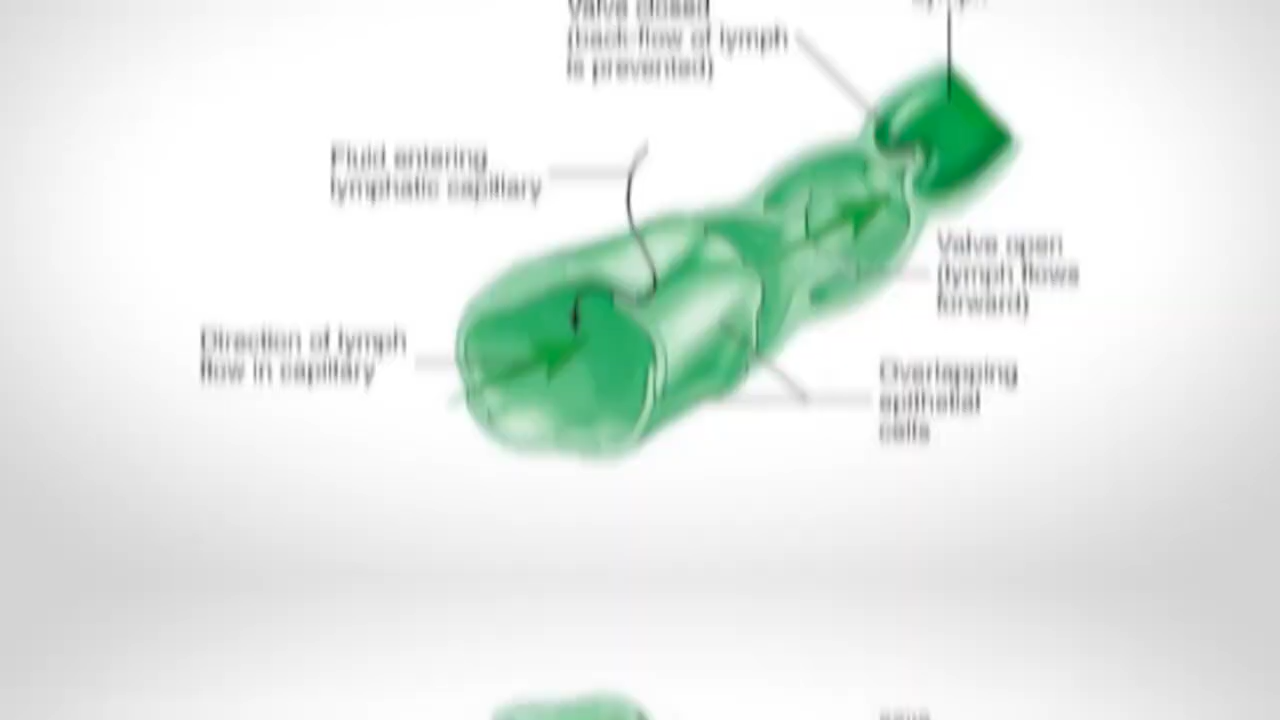 Valve closed
(back-flow of lymph
is prevented)
Lymph
Fluid entering
lymphatic capillary
Valve open
(lymph flows
forward)
Direction of lymph
flow in capillary
Overlapping
epithelial
cells